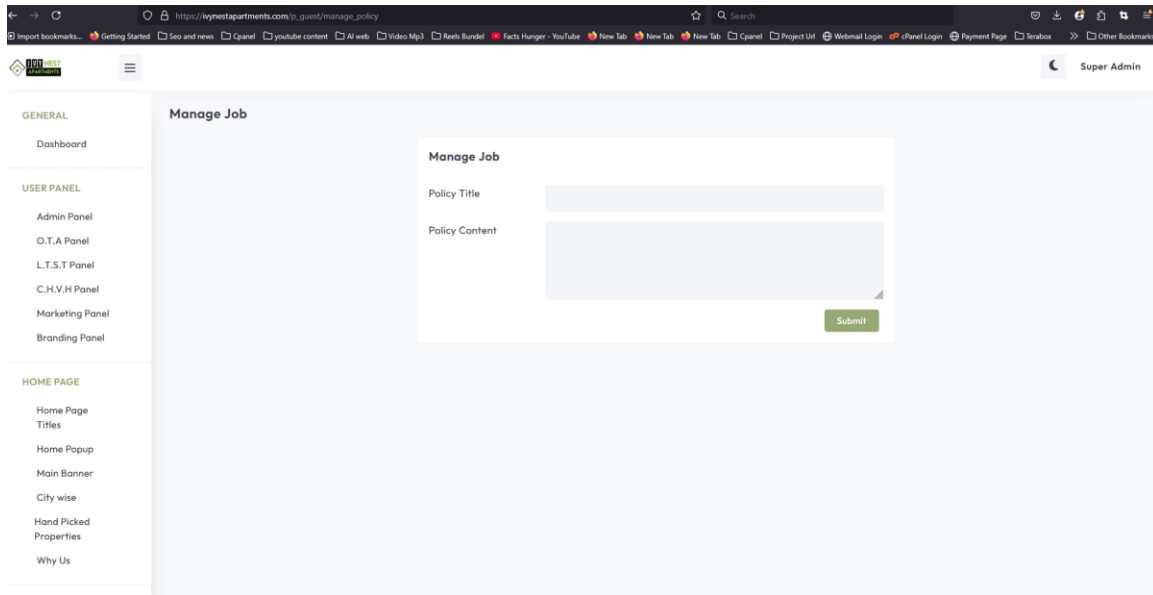 https://ivynestapartments.com/p_guest/manage_policy
Search
Import bookmarks... Getting Started Seo and news Cpanel youtube content AI web Video Mp3 Reels Bundel Facts Hunger - YouTube New Tab New Tab New Tab Cpanel Project Url Webmail Login cPanel Login Payment Page Terabox Other Bookmarks
IVY NEST
APARTMENTS
Super Admin
GENERAL
Dashboard
USER PANEL
Admin Panel
O.T.A Panel
L.T.S.T Panel
C.H.V.H Panel
Marketing Panel
Branding Panel
HOME PAGE
Home Page
Titles
Home Popup
Main Banner
City wise
Hand Picked
Properties
Why Us
Manage Job
Manage Job
Policy Title
Policy Content
Submit